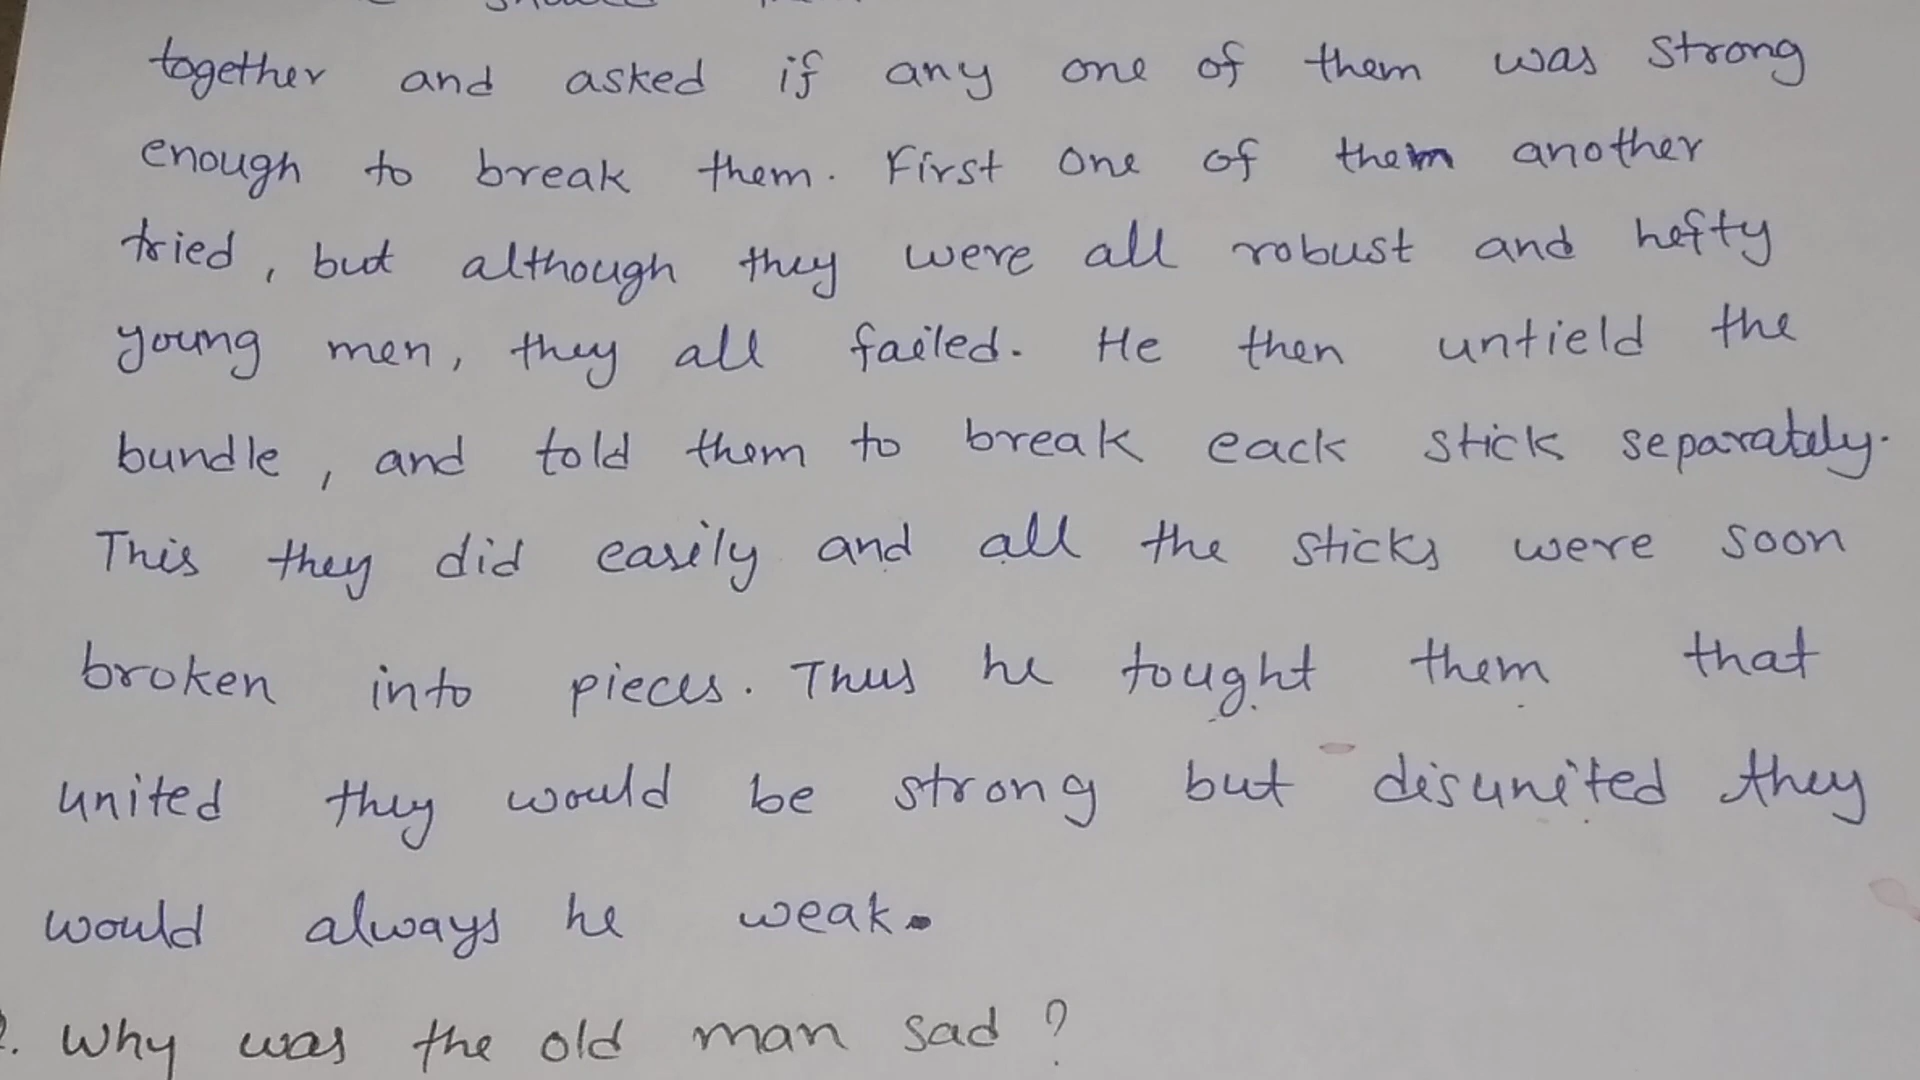 together and asked if any one of them was strong
enough to break them. First one of them another
tried, but although they were all robust and hefty
young men, they all failed. He then untield the
bundle, and told them to break eack stick separately.
This they did easily and all the sticks were soon
broken into pieces. Thus he tought them that
united they would be strong but disunited they
would always he weak.
. Why was the old man sad?